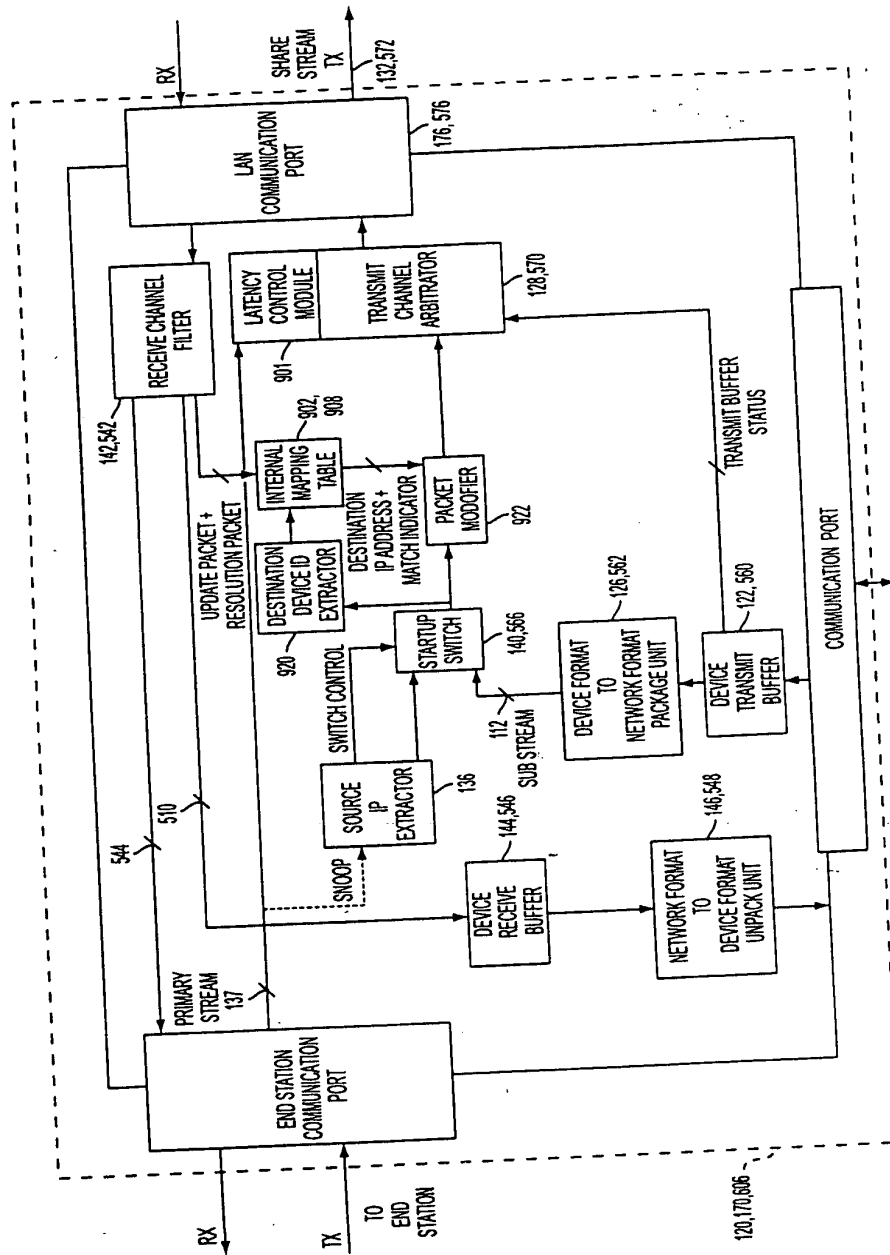 RX
SHARE STREAM
TX
132,572
LAN
COMMUNICATION
PORT
176,576
RECEIVE CHANNEL
FILTER
142,542
LATENCY
CONTROL
MODULE
901
TRANSMIT
CHANNEL
ARBITRATOR
128,570
UPDATE PACKET +
RESOLUTION PACKET
INTERNAL
MAPPING
TABLE
902,
908
DESTINATION
IP ADDRESS +
MATCH INDICATOR
PACKET
MODOFIER
922
DESTINATION
DEVICE ID
EXTRACTOR
920
STARTUP
SWITCH
140,566
SWITCH CONTROL
SOURCE
IP
EXTRACTOR
136
SNOOP
SUB STREAM
112
DEVICE FORMAT
TO
NETWORK FORMAT
PACKAGE UNIT
126,562
DEVICE
TRANSMIT
BUFFER
122,560
TRANSMIT BUFFER
STATUS
544
510
PRIMARY
STREAM
137
DEVICE
RECEIVE
BUFFER
144,546
NETWORK FORMAT
TO
DEVICE FORMAT
UNPACK UNIT
146,548
COMMUNICATION PORT
END STATION
COMMUNICATION
PORT
RX
TX
TO END
STATION
120,170,606